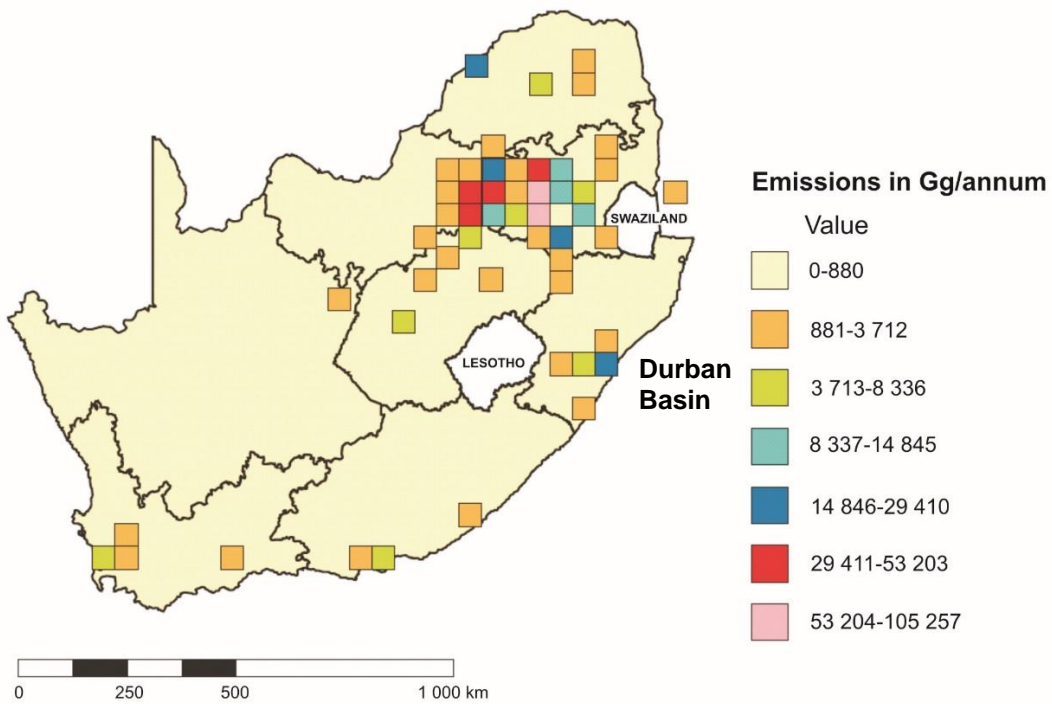 Emissions in Gg/annum
Value
SWAZILAND
0-880
881-3 712
LESOTHO
Durban
Basin
3 713-8 336
8 337-14 845
14 846-29 410
29 411-53 203
53 204-105 257
0 250 500 1 000 km